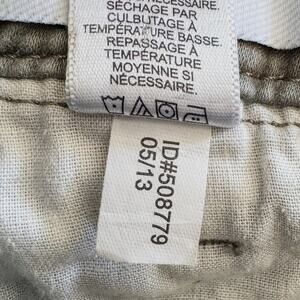 NÉCESSAIRE.
SÉCHAGE PAR
CULBUTAGE À
TEMPÉRATURE BASSE.
REPASSAGE À
TEMPÉRATURE
MOYENNE SI
NÉCESSAIRE.
ID#508779
05/13